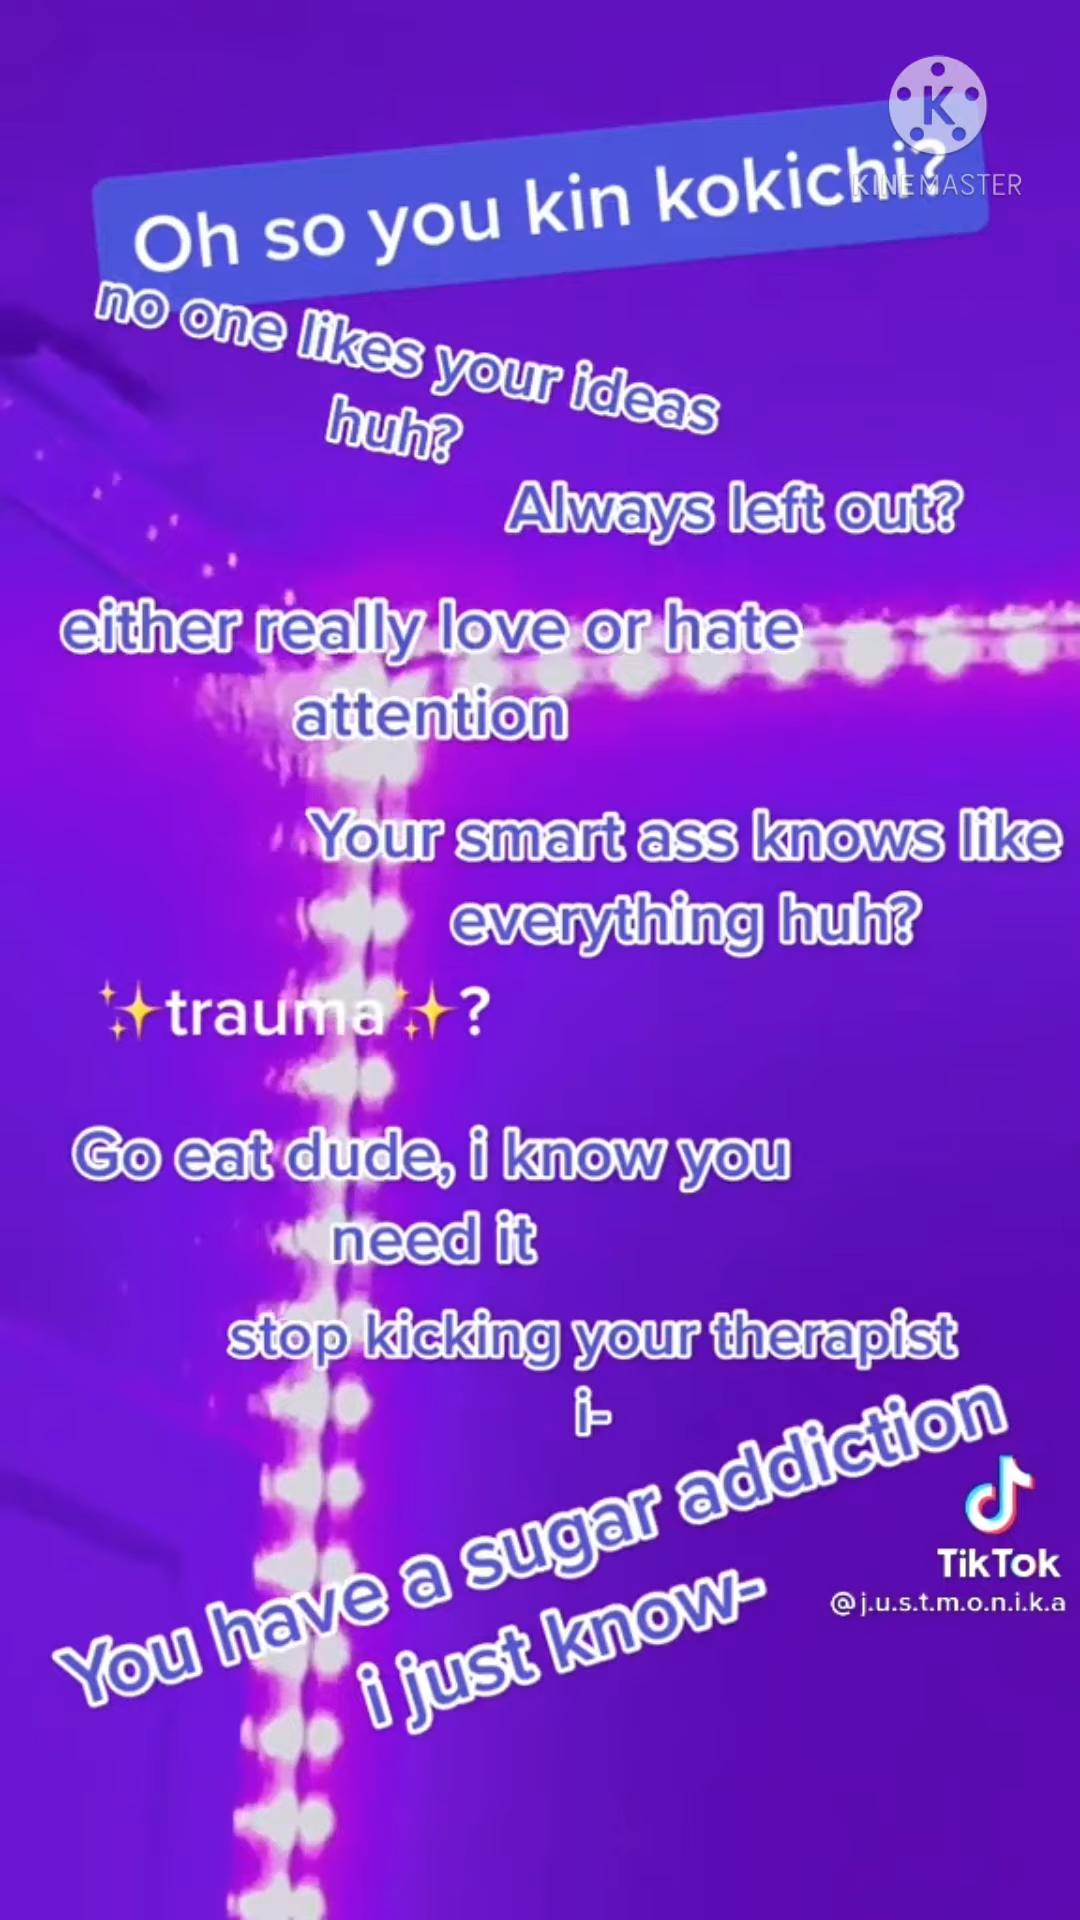 K
KINEMASTER
Oh so you kin kokichi?
no one likes your ideas
huh?
Always left out?
either really love or hate
attention
Your smart ass knows like
everything huh?
✨trauma✨?
Go eat dude, i know you
need it
stop kicking your therapist
i-
You have a sugar addiction
i just know-
TikTok
@j.u.s.t.m.o.n.i.k.a